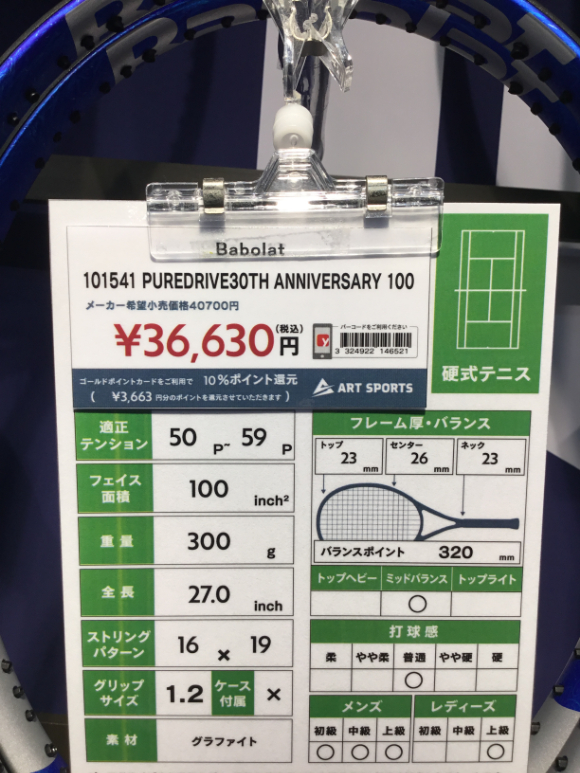 Babolat
101541 PUREDRIVE30TH ANNIVERSARY 100
メーカー希望小売価格40700円
¥36,630(税込)円
バーコードをご利用ください
3 324922 146521
ゴールドポイントカードをご利用で 10%ポイント還元
( ¥3,663 円分のポイントを還元させていただきます )
ART SPORTS
硬式テニス
適正テンション 50 P~ 59 P
フェイス面積 100 inch²
重量 300 g
全長 27.0 inch
ストリングパターン 16 × 19
グリップサイズ 1.2 ケース付属 ×
素材 グラファイト
フレーム厚・バランス
トップ センター ネック
23 mm 26 mm 23 mm
バランスポイント 320 mm
トップヘビー ミッドバランス トップライト
○
打球感
柔 やや柔 普通 やや硬 硬
○
メンズ レディーズ
初級 中級 上級 初級 中級 上級
○ ○ ○ ○